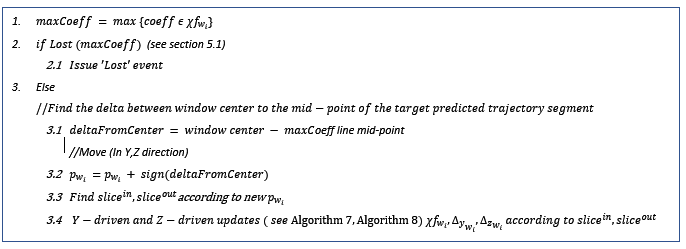 1. maxCoeff = max {coeff ϵ χfwᵢ}
2. if Lost (maxCoeff) (see section 5.1)
2.1 Issue 'Lost' event
3. Else
//Find the delta between window center to the mid − point of the target predicted trajectory segment
3.1 deltaFromCenter = window center − maxCoeff line mid-point
//Move (In Y,Z direction)
3.2 pwᵢ = pwᵢ + sign(deltaFromCenter)
3.3 Find sliceⁱⁿ, sliceᵒᵘᵗ according to new pwᵢ
3.4 Y − driven and Z − driven updates ( see Algorithm 7, Algorithm 8) χfwᵢ, Δywᵢ, Δzwᵢ according to sliceⁱⁿ, sliceᵒᵘᵗ